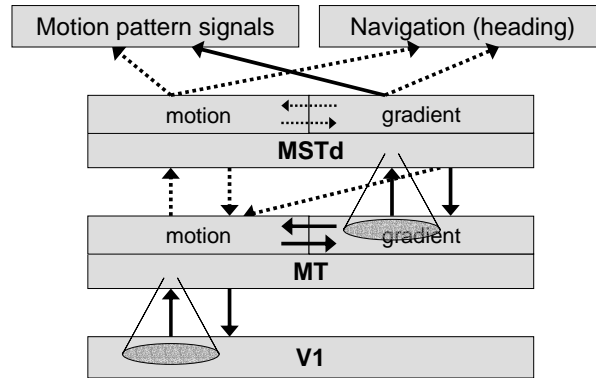 Motion pattern signals
Navigation (heading)
motion
gradient
MSTd
motion
gradient
MT
V1